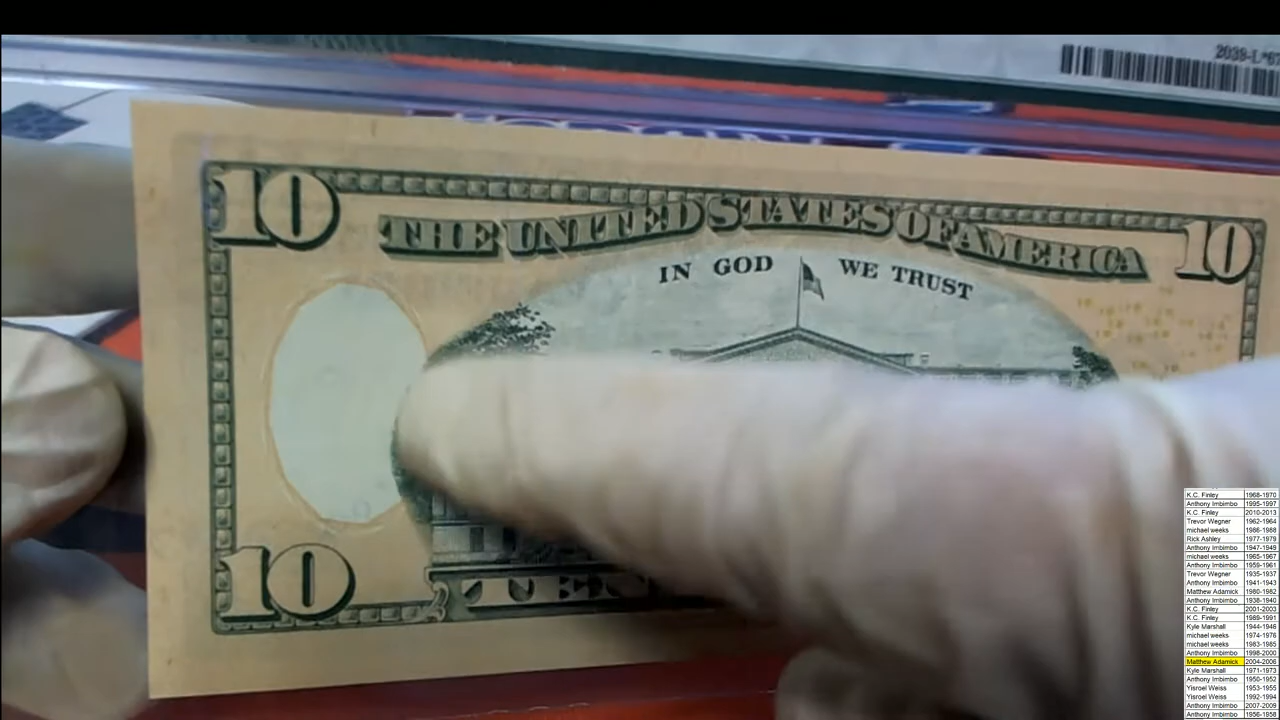 2039-L*0
10
THE UNITED STATES OF AMERICA
10
IN GOD WE TRUST
10
K.C. Finley 1968-1970
Anthony Imbimbo 1995-1997
K.C. Finley 2010-2013
Trevor Wegner 1962-1964
michael weeks 1986-1988
Rick Ashley 1977-1979
Anthony Imbimbo 1947-1949
michael weeks 1965-1967
Anthony Imbimbo 1959-1961
Trevor Wegner 1935-1937
Anthony Imbimbo 1941-1943
Matthew Adamick 1980-1982
Anthony Imbimbo 1938-1940
K.C. Finley 2001-2003
K.C. Finley 1989-1991
Kyle Marshall 1944-1946
michael weeks 1974-1976
michael weeks 1983-1985
Anthony Imbimbo 1998-2000
Matthew Adamick 2004-2006
Kyle Marshall 1971-1973
Anthony Imbimbo 1950-1952
Yisroel Weiss 1953-1955
Yisroel Weiss 1992-1994
Anthony Imbimbo 2007-2009
Anthony Imbimbo 1956-1958